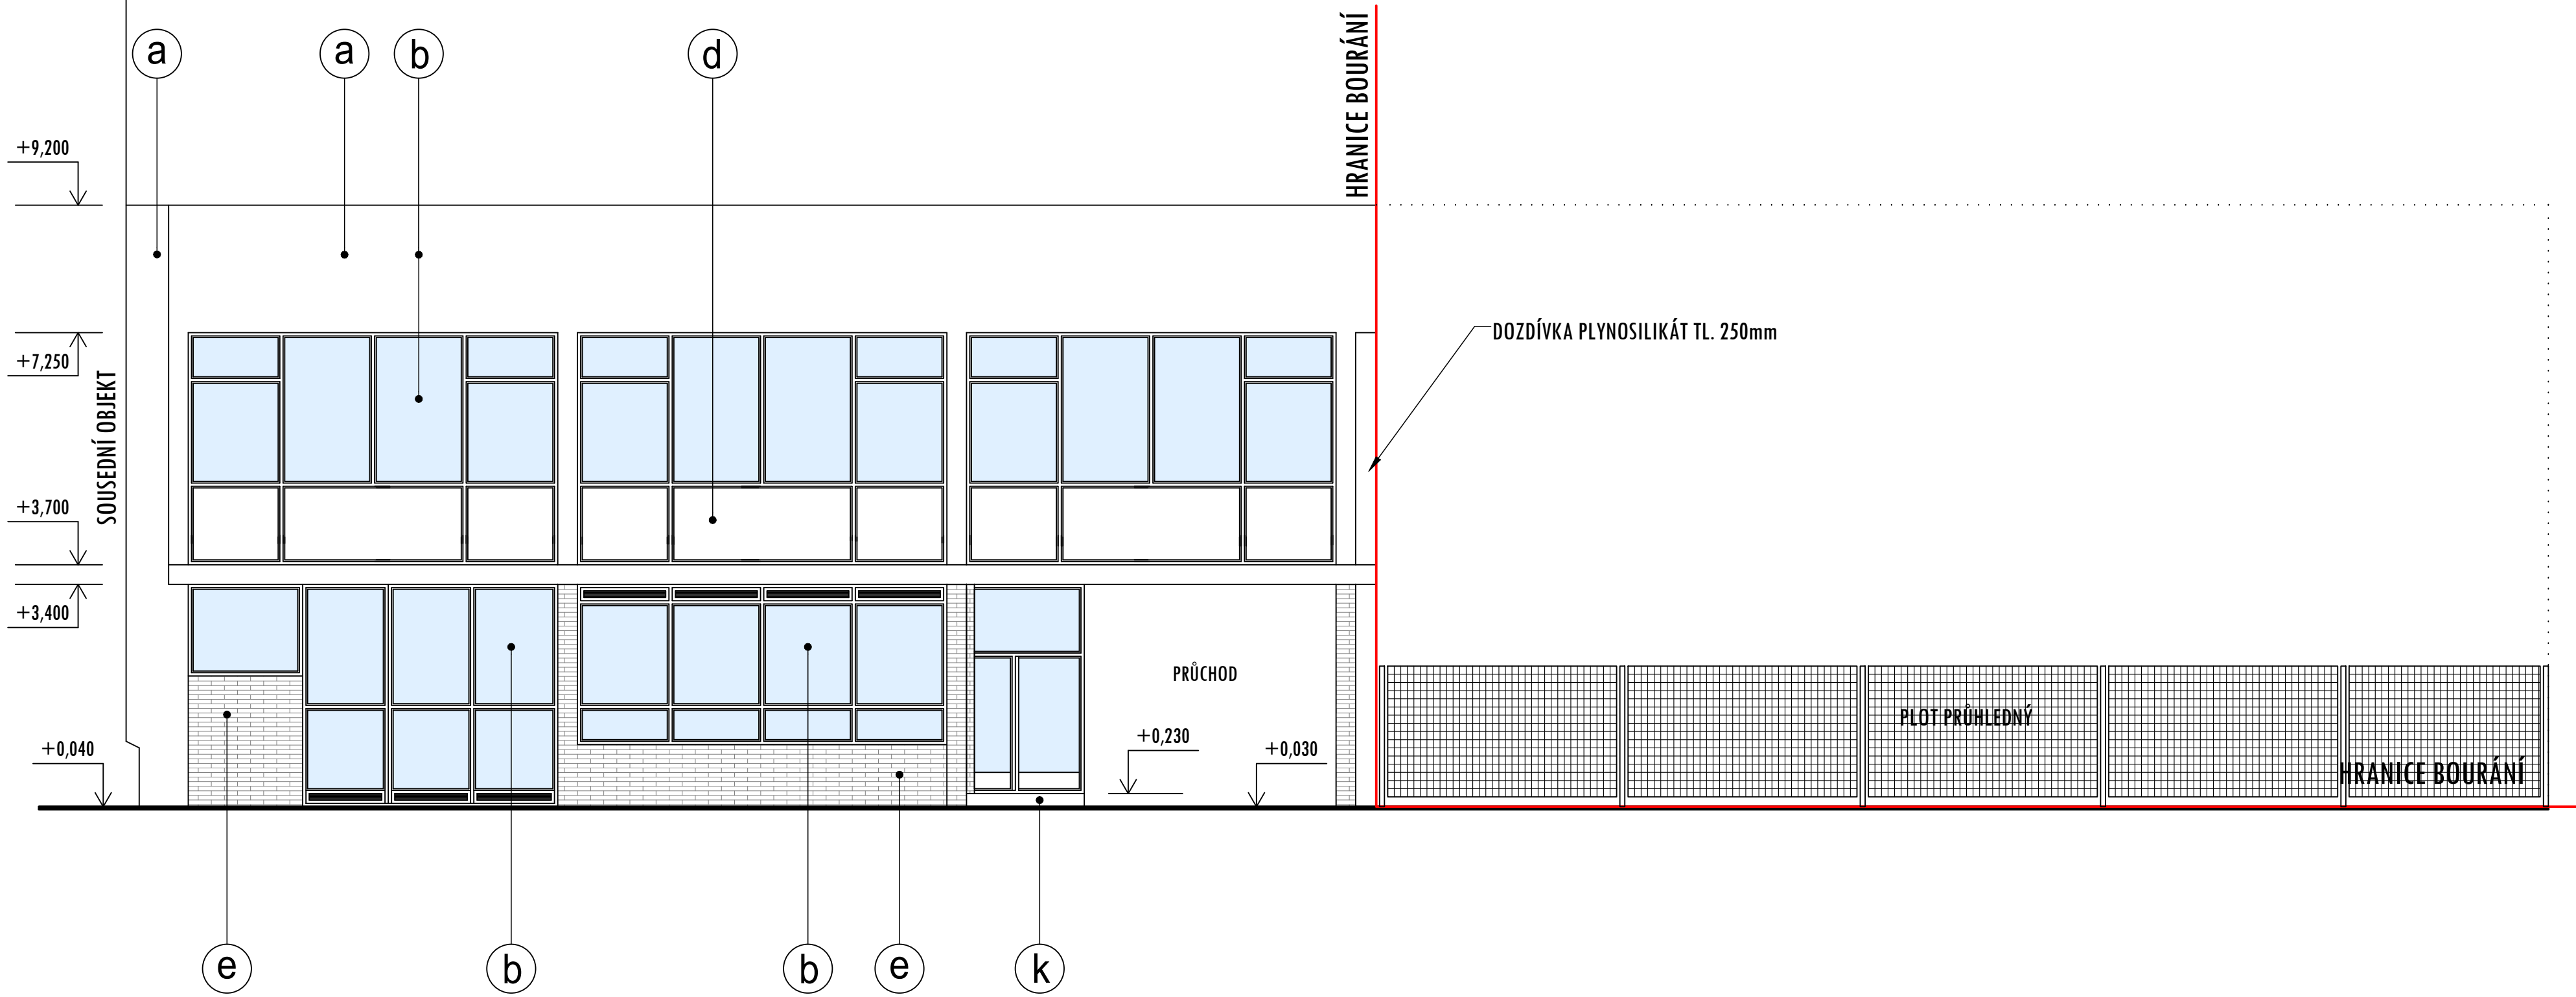 a
a
b
d
HRANICE BOURÁNÍ
+9,200
DOZDÍVKA PLYNOSILIKÁT TL. 250mm
+7,250
SOUSEDNÍ OBJEKT
+3,700
+3,400
PRŮCHOD
PLOT PRŮHLEDNÝ
+0,230
+0,040
+0,030
HRANICE BOURÁNÍ
e
b
b
e
k